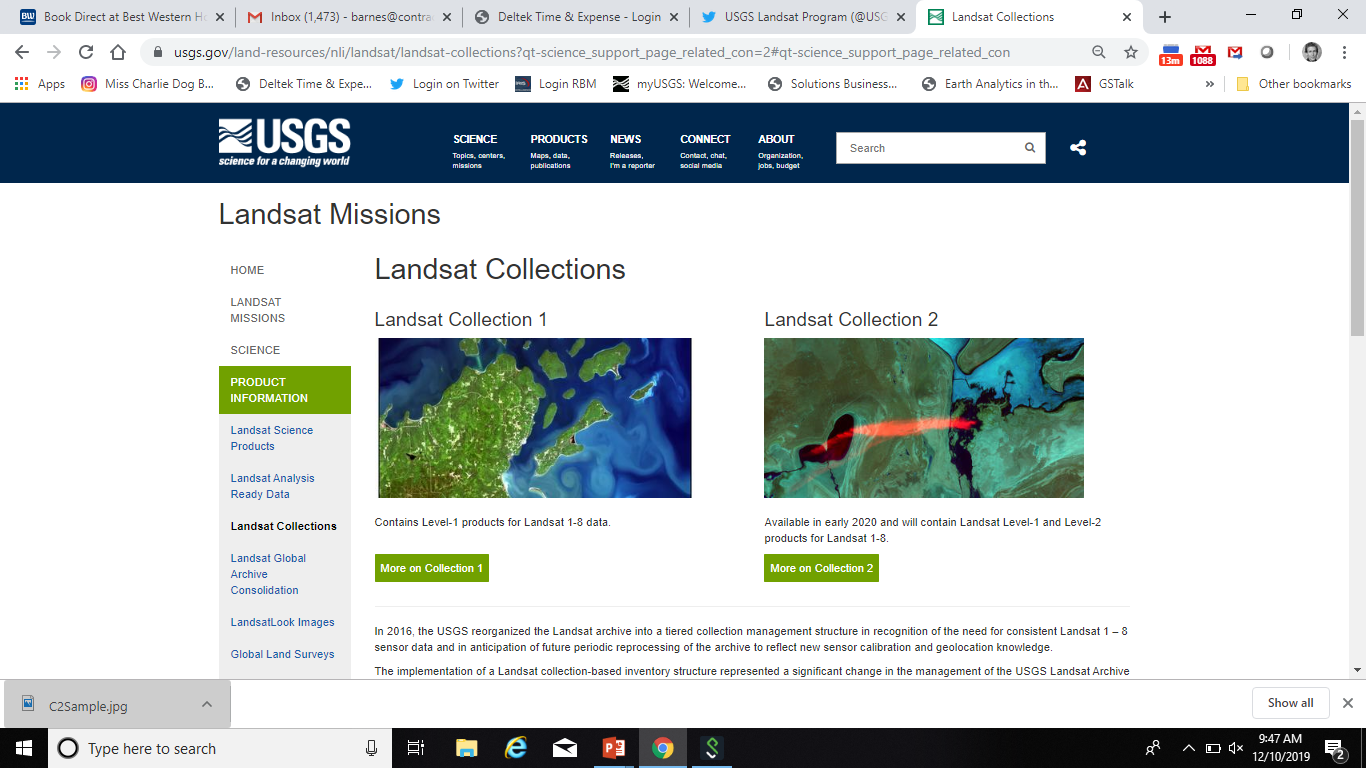 Book Direct at Best Western Ho
Inbox (1,473) - barnes@contra
Deltek Time & Expense - Login
USGS Landsat Program (@USG
Landsat Collections
usgs.gov/land-resources/nli/landsat/landsat-collections?qt-science_support_page_related_con=2#qt-science_support_page_related_con
13m
1088
Apps
Miss Charlie Dog B...
Deltek Time & Expe...
Login on Twitter
Login RBM
myUSGS: Welcome...
Solutions Business...
Earth Analytics in th...
GSTalk
»
Other bookmarks
USGS
science for a changing world
SCIENCE
Topics, centers,
missions
PRODUCTS
Maps, data,
publications
NEWS
Releases,
I'm a reporter
CONNECT
Contact, chat,
social media
ABOUT
Organization,
jobs, budget
Search
Landsat Missions
HOME
LANDSAT
MISSIONS
SCIENCE
PRODUCT
INFORMATION
Landsat Science
Products
Landsat Analysis
Ready Data
Landsat Collections
Landsat Global
Archive
Consolidation
LandsatLook Images
Global Land Surveys
Landsat Collections
Landsat Collection 1
Contains Level-1 products for Landsat 1-8 data.
More on Collection 1
Landsat Collection 2
Available in early 2020 and will contain Landsat Level-1 and Level-2
products for Landsat 1-8.
More on Collection 2
In 2016, the USGS reorganized the Landsat archive into a tiered collection management structure in recognition of the need for consistent Landsat 1 – 8
sensor data and in anticipation of future periodic reprocessing of the archive to reflect new sensor calibration and geolocation knowledge.
The implementation of a Landsat collection-based inventory structure represented a significant change in the management of the USGS Landsat Archive
C2Sample.jpg
Show all
Type here to search
9:47 AM
12/10/2019
2